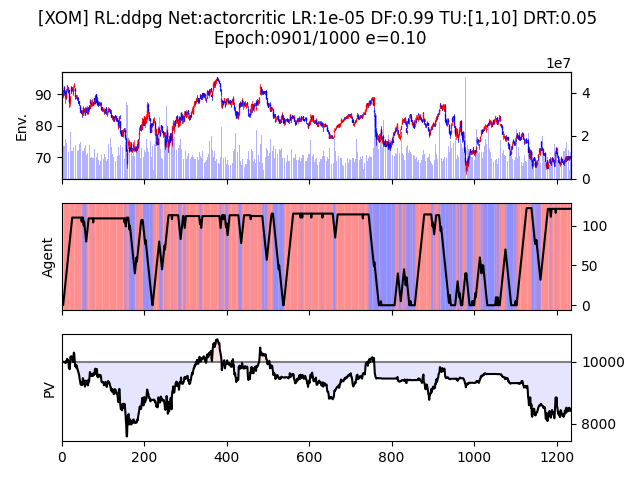 [XOM] RL:ddpg Net:actorcritic LR:1e-05 DF:0.99 TU:[1,10] DRT:0.05
Epoch:0901/1000 e=0.10
1e7
Env.
90
80
70
4
2
0
Agent
100
50
0
PV
10000
8000
0 200 400 600 800 1000 1200